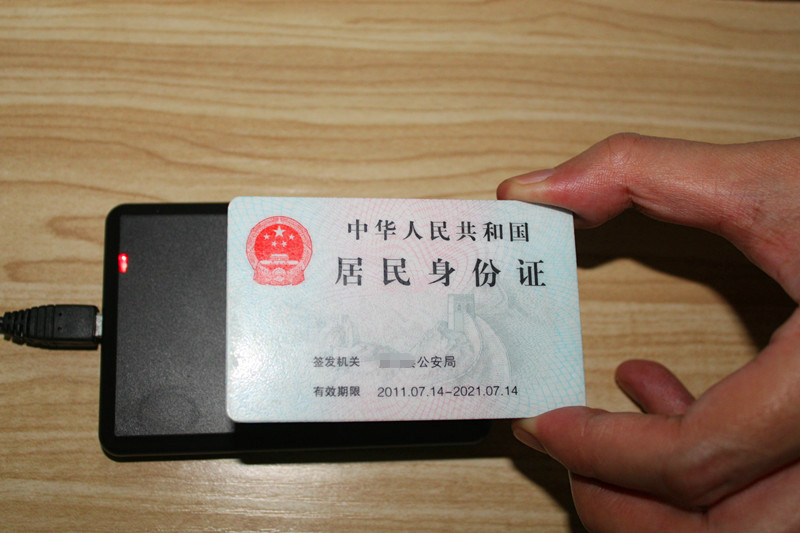 中华人民共和国
居民身份证
签发机关 公安局
有效期限 2011.07.14-2021.07.14